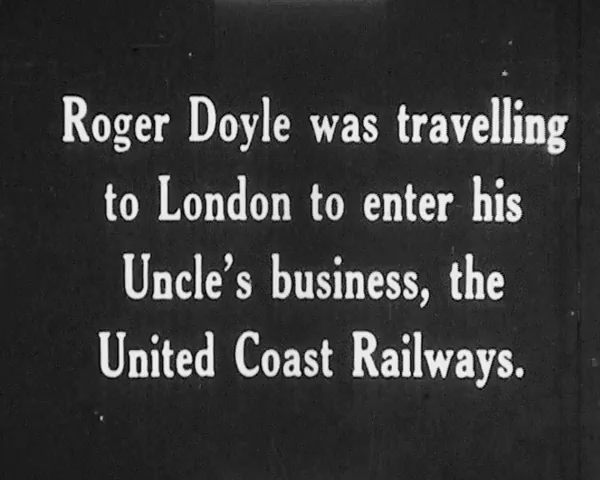 Roger Doyle was travelling
to London to enter his
Uncle's business, the
United Coast Railways.